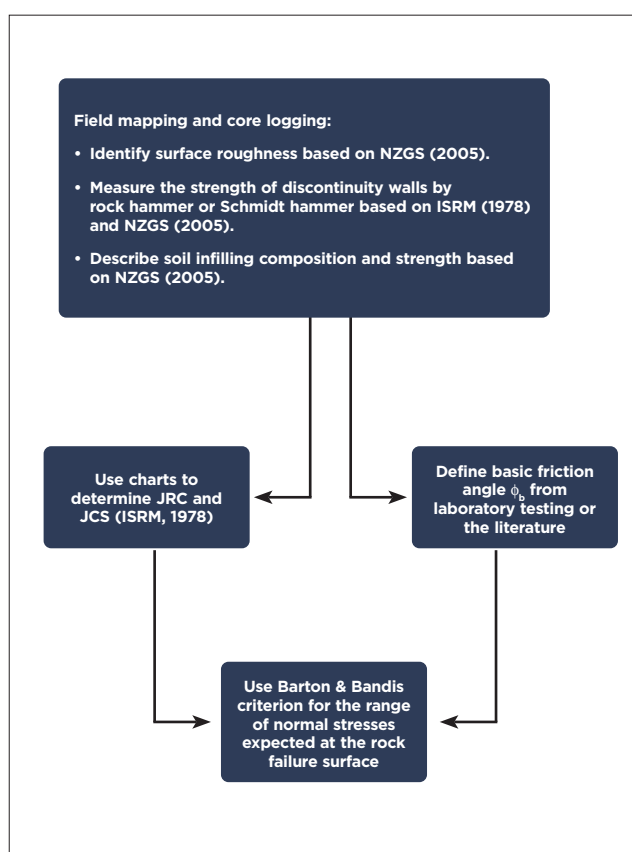 Field mapping and core logging:
• Identify surface roughness based on NZGS (2005).
• Measure the strength of discontinuity walls by
rock hammer or Schmidt hammer based on ISRM (1978)
and NZGS (2005).
• Describe soil infilling composition and strength based
on NZGS (2005).
Use charts to
determine JRC and
JCS (ISRM, 1978)
Define basic friction
angle ϕb from
laboratory testing or
the literature
Use Barton & Bandis
criterion for the range
of normal stresses
expected at the rock
failure surface